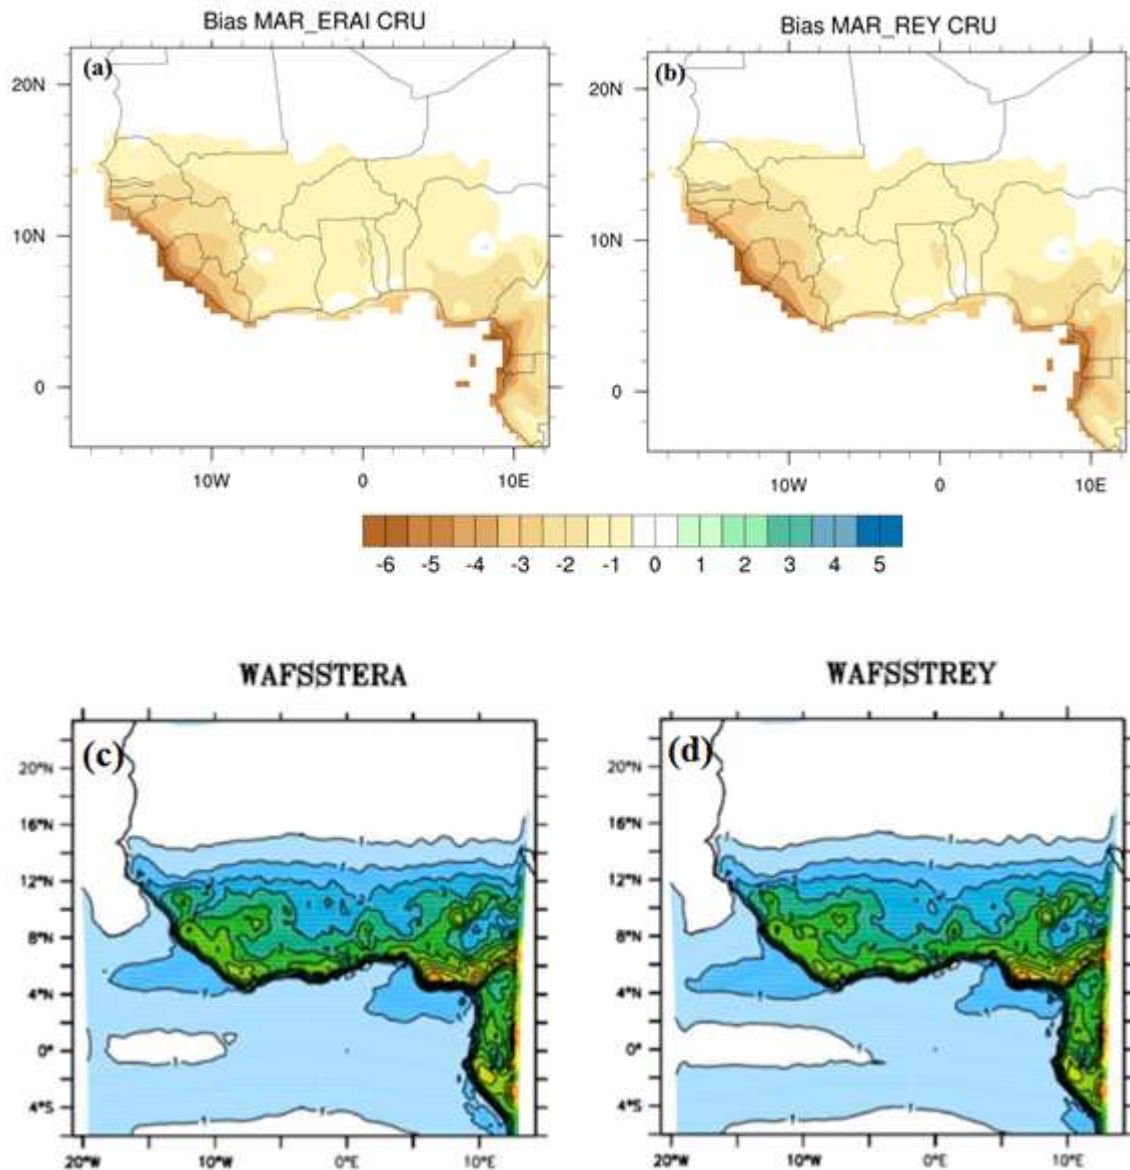 Bias MAR_ERAI CRU
Bias MAR_REY CRU
(a)
(b)
20N
20N
10N
10N
0
0
10W 0 10E
10W 0 10E
-6 -5 -4 -3 -2 -1 0 1 2 3 4 5
WAFSSTERA
WAFSSTREY
(c)
(d)
20°N
20°N
16°N
16°N
12°N
12°N
8°N
8°N
4°N
4°N
0°
0°
4°S
4°S
20°W 10°W 0°E 10°E
20°W 10°W 0°E 10°E